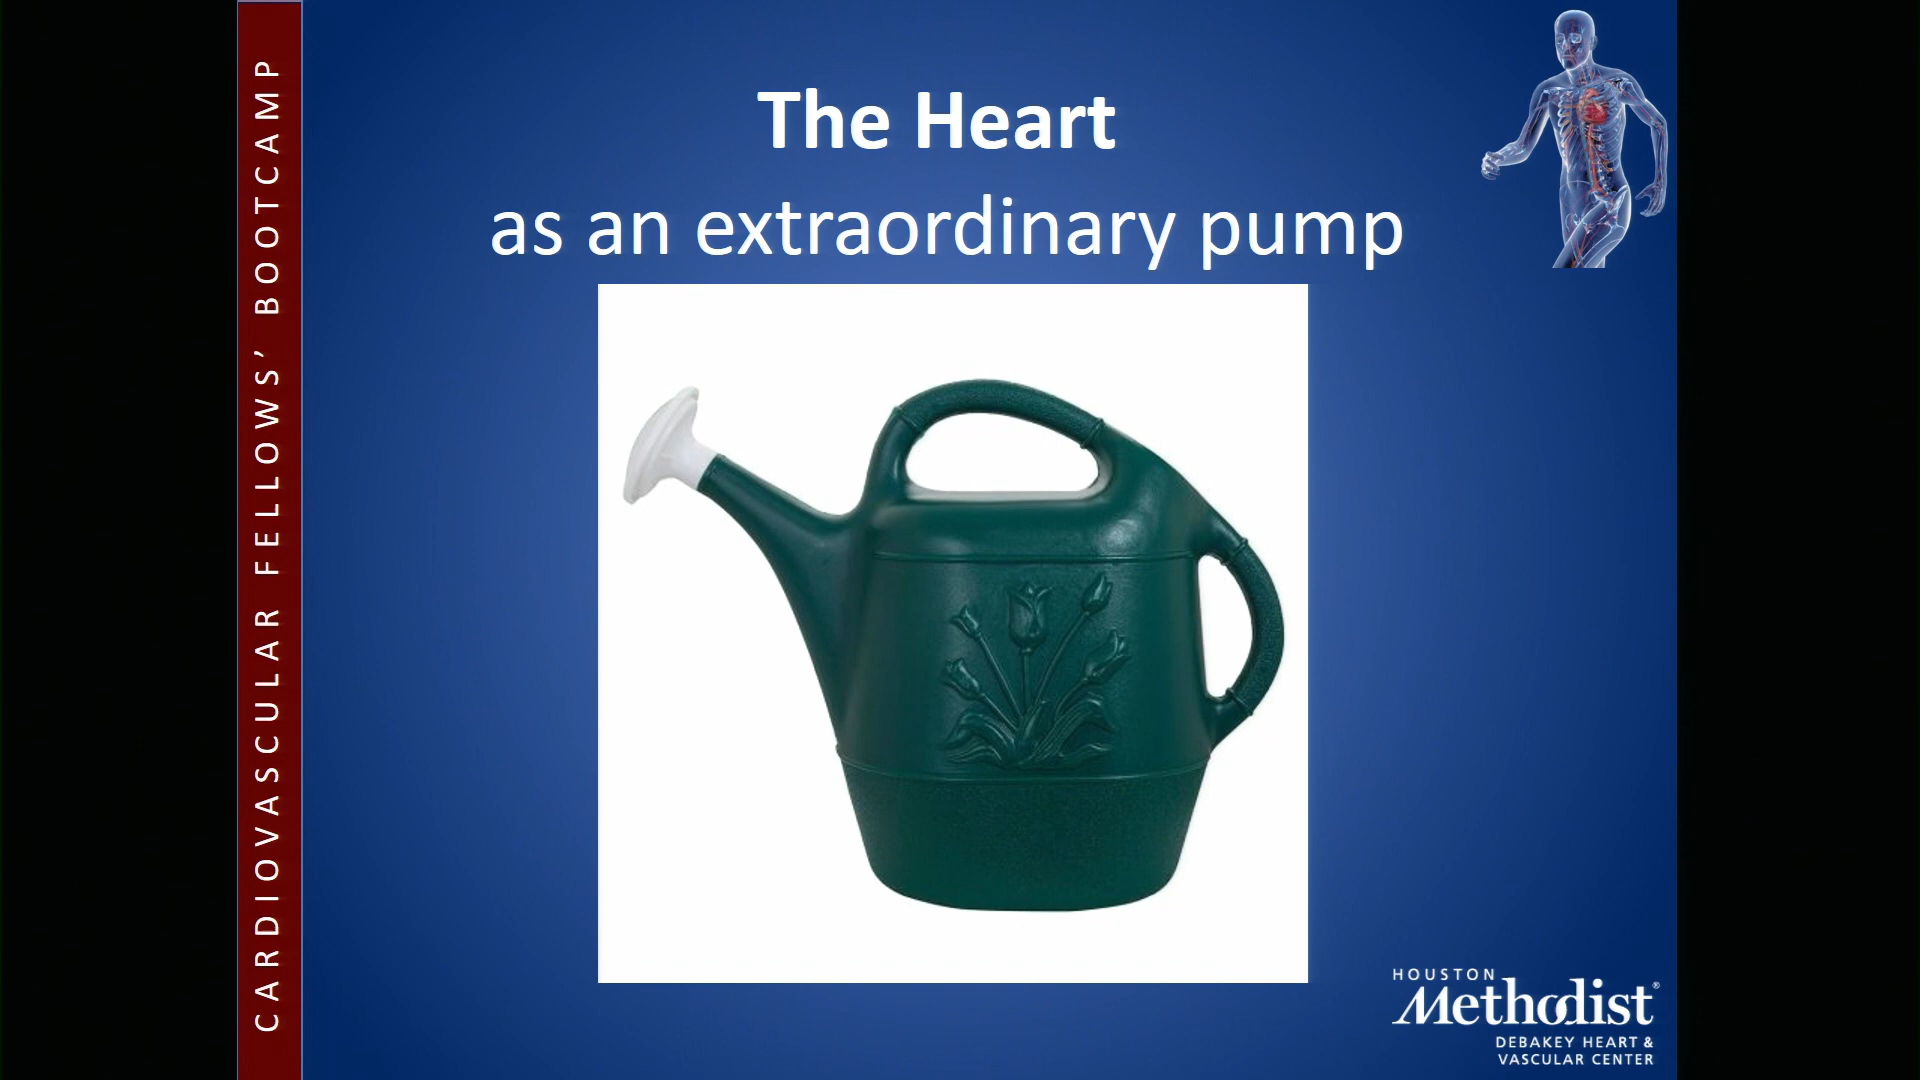 CARDIOVASCULAR FELLOWS’ BOOTCAMP
The Heart
as an extraordinary pump
HOUSTON
Methodist®
DEBAKEY HEART &
VASCULAR CENTER